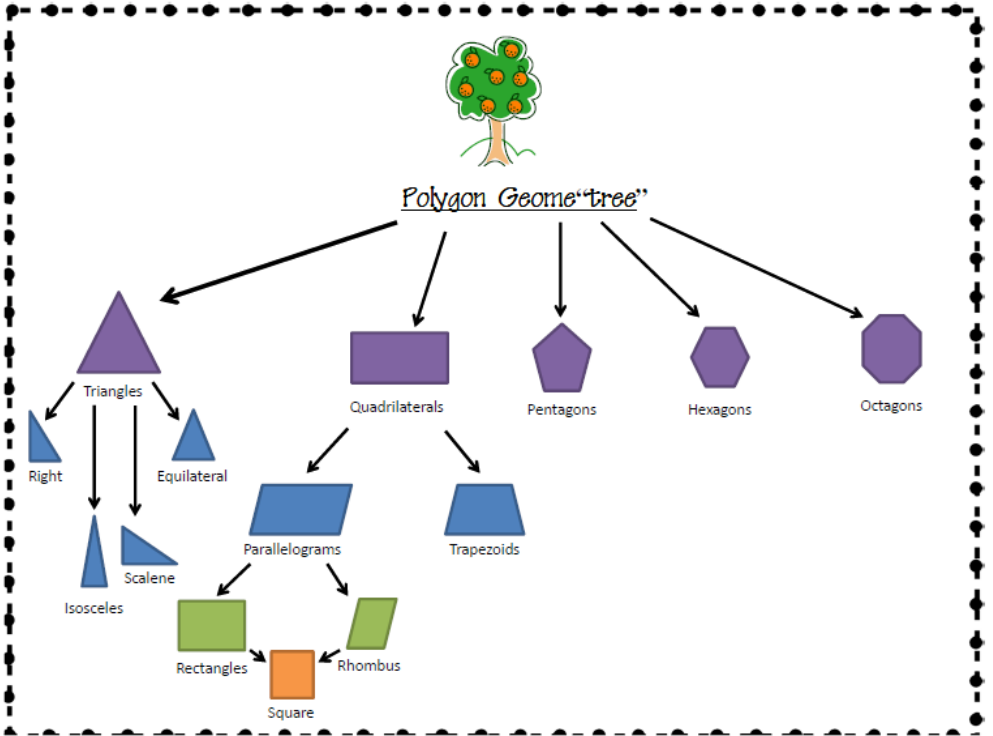 Polygon Geome“tree”
Triangles
Quadrilaterals
Pentagons
Hexagons
Octagons
Right
Equilateral
Isosceles
Scalene
Parallelograms
Trapezoids
Rectangles
Rhombus
Square